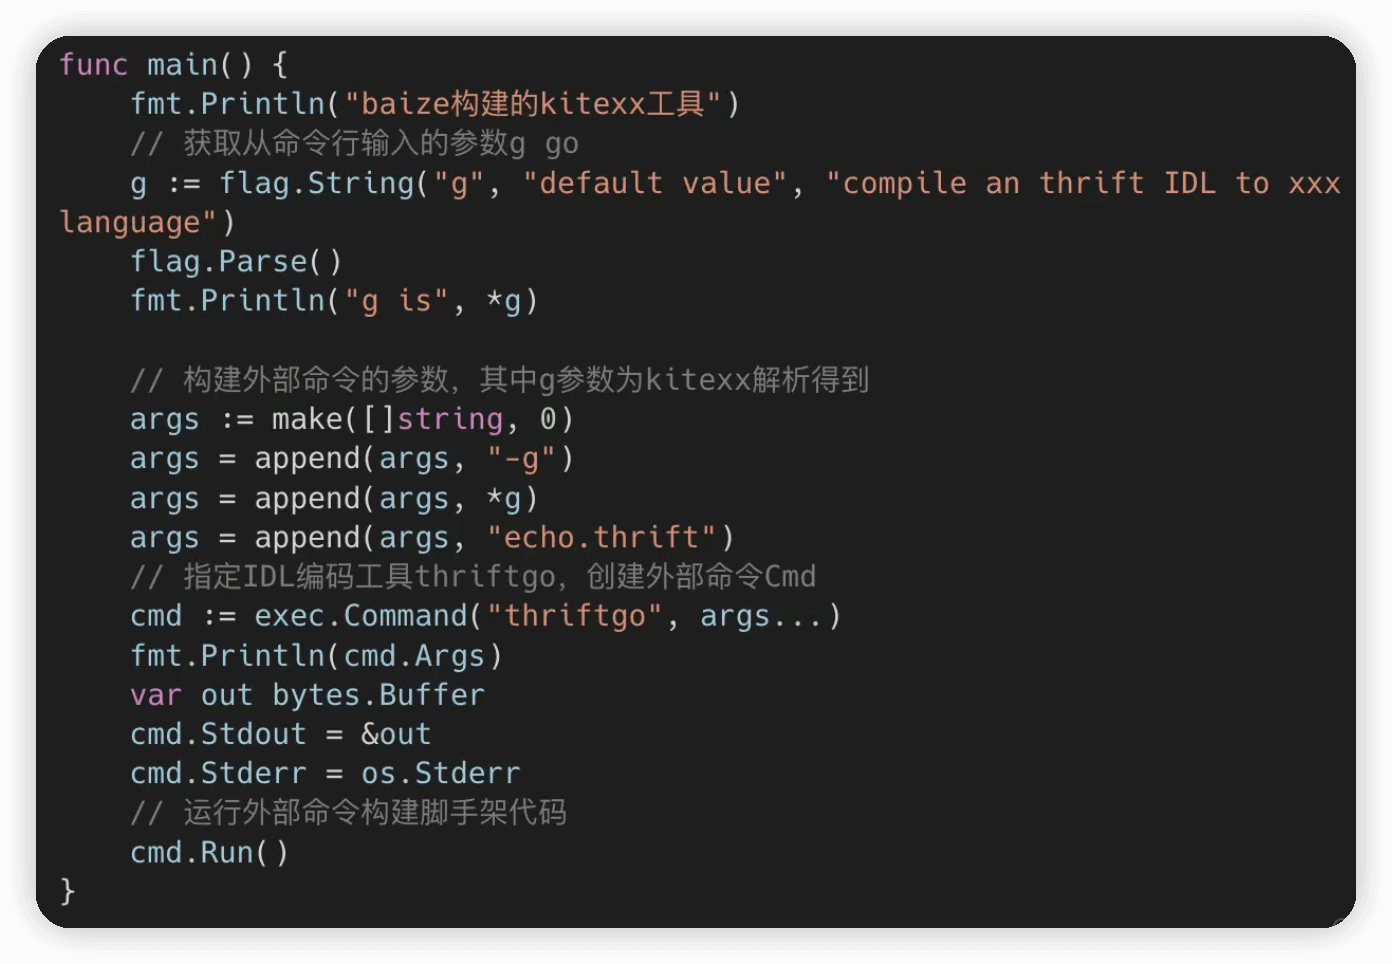 func main() {
    fmt.Println("baize构建的kitexx工具")
    // 获取从命令行输入的参数g go
    g := flag.String("g", "default value", "compile an thrift IDL to xxx
language")
    flag.Parse()
    fmt.Println("g is", *g)

    // 构建外部命令的参数，其中g参数为kitexx解析得到
    args := make([]string, 0)
    args = append(args, "-g")
    args = append(args, *g)
    args = append(args, "echo.thrift")
    // 指定IDL编码工具thriftgo，创建外部命令Cmd
    cmd := exec.Command("thriftgo", args...)
    fmt.Println(cmd.Args)
    var out bytes.Buffer
    cmd.Stdout = &out
    cmd.Stderr = os.Stderr
    // 运行外部命令构建脚手架代码
    cmd.Run()
}